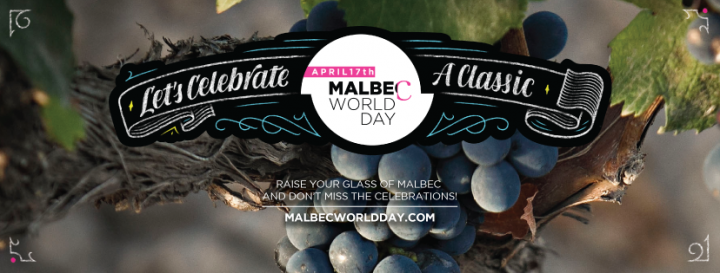 Let's Celebrate
APRIL 17th
MALBEC
WORLD
DAY
A Classic
RAISE YOUR GLASS OF MALBEC
AND DON'T MISS THE CELEBRATIONS!
MALBECWORLDDAY.COM